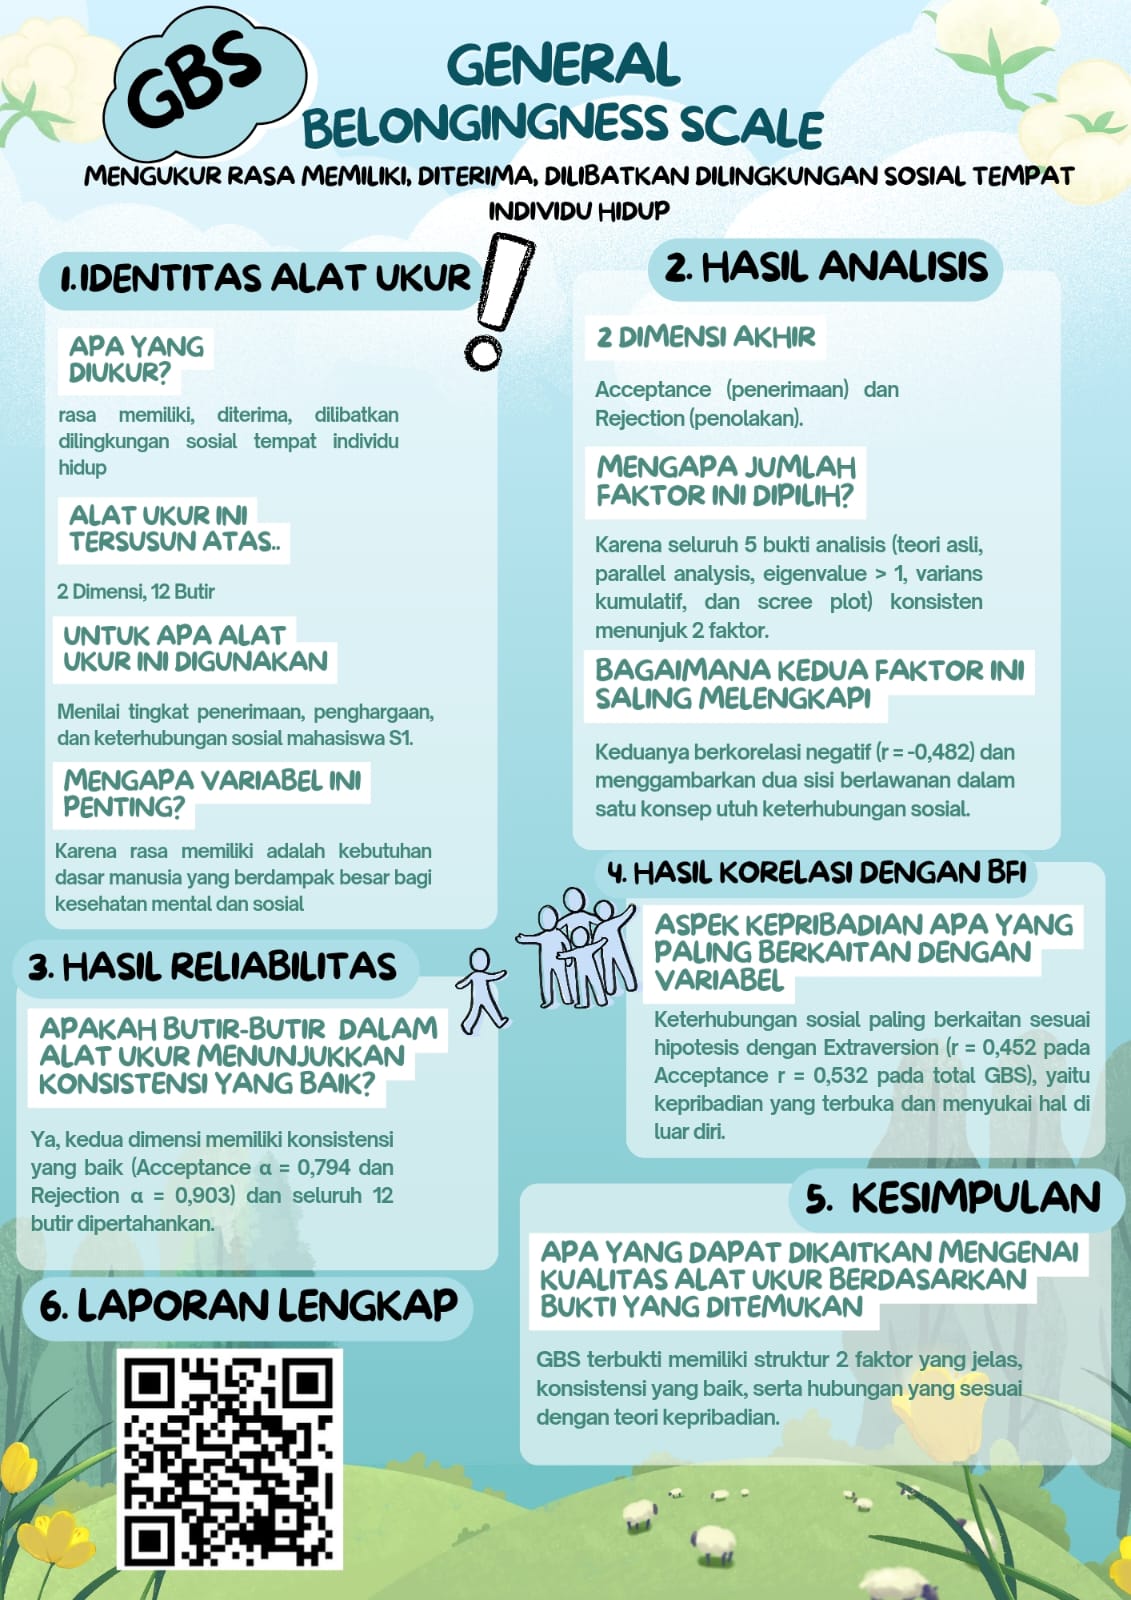 GBS
GENERAL
BELONGINGNESS SCALE
MENGUKUR RASA MEMILIKI, DITERIMA, DILIBATKAN DILINGKUNGAN SOSIAL TEMPAT
INDIVIDU HIDUP
1. IDENTITAS ALAT UKUR
APA YANG
DIUKUR?
rasa memiliki, diterima, dilibatkan
dilingkungan sosial tempat individu
hidup
ALAT UKUR INI
TERSUSUN ATAS..
2 Dimensi, 12 Butir
UNTUK APA ALAT
UKUR INI DIGUNAKAN
Menilai tingkat penerimaan, penghargaan,
dan keterhubungan sosial mahasiswa S1.
MENGAPA VARIABEL INI
PENTING?
Karena rasa memiliki adalah kebutuhan
dasar manusia yang berdampak besar bagi
kesehatan mental dan sosial
2. HASIL ANALISIS
2 DIMENSI AKHIR
Acceptance (penerimaan) dan
Rejection (penolakan).
MENGAPA JUMLAH
FAKTOR INI DIPILIH?
Karena seluruh 5 bukti analisis (teori asli,
parallel analysis, eigenvalue > 1, varians
kumulatif, dan scree plot) konsisten
menunjuk 2 faktor.
BAGAIMANA KEDUA FAKTOR INI
SALING MELENGKAPI
Keduanya berkorelasi negatif (r = -0,482) dan
menggambarkan dua sisi berlawanan dalam
satu konsep utuh keterhubungan sosial.
3. HASIL RELIABILITAS
APAKAH BUTIR-BUTIR DALAM
ALAT UKUR MENUNJUKKAN
KONSISTENSI YANG BAIK?
Ya, kedua dimensi memiliki konsistensi
yang baik (Acceptance α = 0,794 dan
Rejection α = 0,903) dan seluruh 12
butir dipertahankan.
4. HASIL KORELASI DENGAN BFI
ASPEK KEPRIBADIAN APA YANG
PALING BERKAITAN DENGAN
VARIABEL
Keterhubungan sosial paling berkaitan sesuai
hipotesis dengan Extraversion (r = 0,452 pada
Acceptance r = 0,532 pada total GBS), yaitu
kepribadian yang terbuka dan menyukai hal di
luar diri.
5. KESIMPULAN
APA YANG DAPAT DIKAITKAN MENGENAI
KUALITAS ALAT UKUR BERDASARKAN
BUKTI YANG DITEMUKAN
GBS terbukti memiliki struktur 2 faktor yang jelas,
konsistensi yang baik, serta hubungan yang sesuai
dengan teori kepribadian.
6. LAPORAN LENGKAP